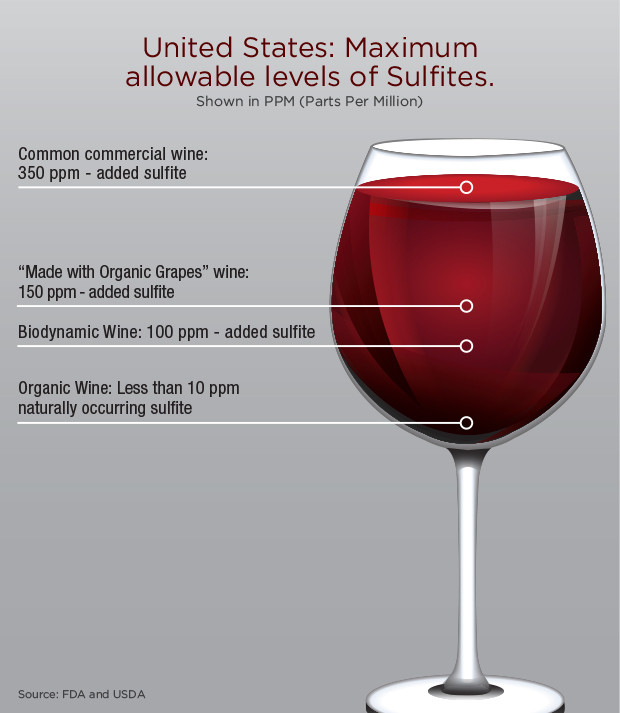 United States: Maximum
allowable levels of Sulfites.
Shown in PPM (Parts Per Million)
Common commercial wine:
350 ppm - added sulfite
“Made with Organic Grapes” wine:
150 ppm - added sulfite
Biodynamic Wine: 100 ppm - added sulfite
Organic Wine: Less than 10 ppm
naturally occurring sulfite
Source: FDA and USDA